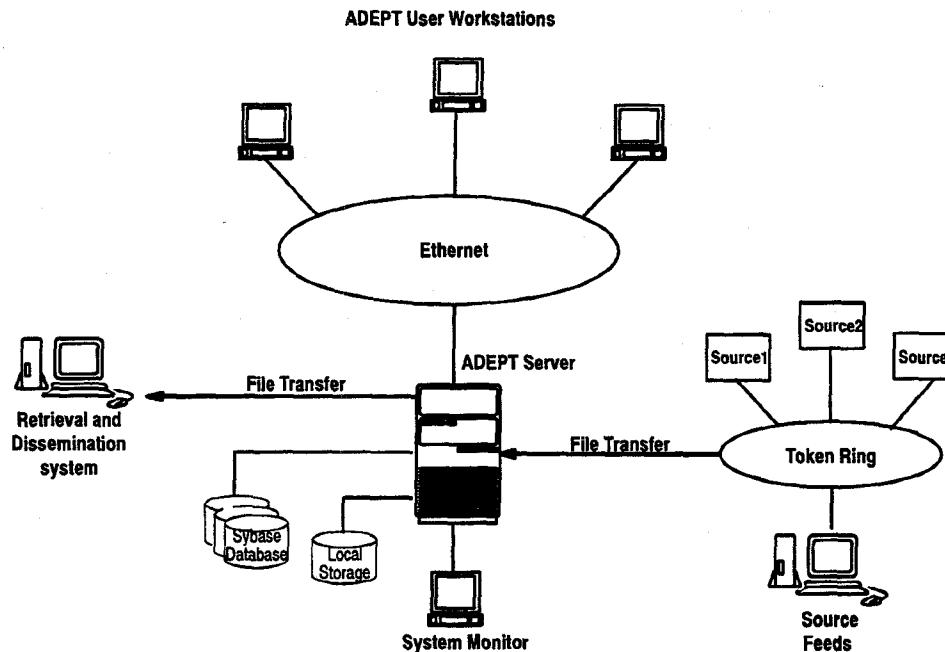 ADEPT User Workstations
Ethernet
ADEPT Server
Source1
Source2
Source
File Transfer
Retrieval and
Dissemination
system
File Transfer
Token Ring
Sybase
Database
Local
Storage
System Monitor
Source
Feeds